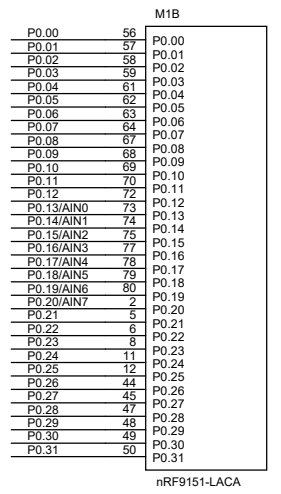 M1B
P0.00 56 P0.00
P0.01 57 P0.01
P0.02 58 P0.02
P0.03 59 P0.03
P0.04 61 P0.04
P0.05 62 P0.05
P0.06 63 P0.06
P0.07 64 P0.07
P0.08 67 P0.08
P0.09 68 P0.09
P0.10 69 P0.10
P0.11 70 P0.11
P0.12 72 P0.12
P0.13/AIN0 73 P0.13
P0.14/AIN1 74 P0.14
P0.15/AIN2 75 P0.15
P0.16/AIN3 77 P0.16
P0.17/AIN4 78 P0.17
P0.18/AIN5 79 P0.18
P0.19/AIN6 80 P0.19
P0.20/AIN7 2 P0.20
P0.21 5 P0.21
P0.22 6 P0.22
P0.23 8 P0.23
P0.24 11 P0.24
P0.25 12 P0.25
P0.26 44 P0.26
P0.27 45 P0.27
P0.28 47 P0.28
P0.29 48 P0.29
P0.30 49 P0.30
P0.31 50 P0.31
nRF9151-LACA